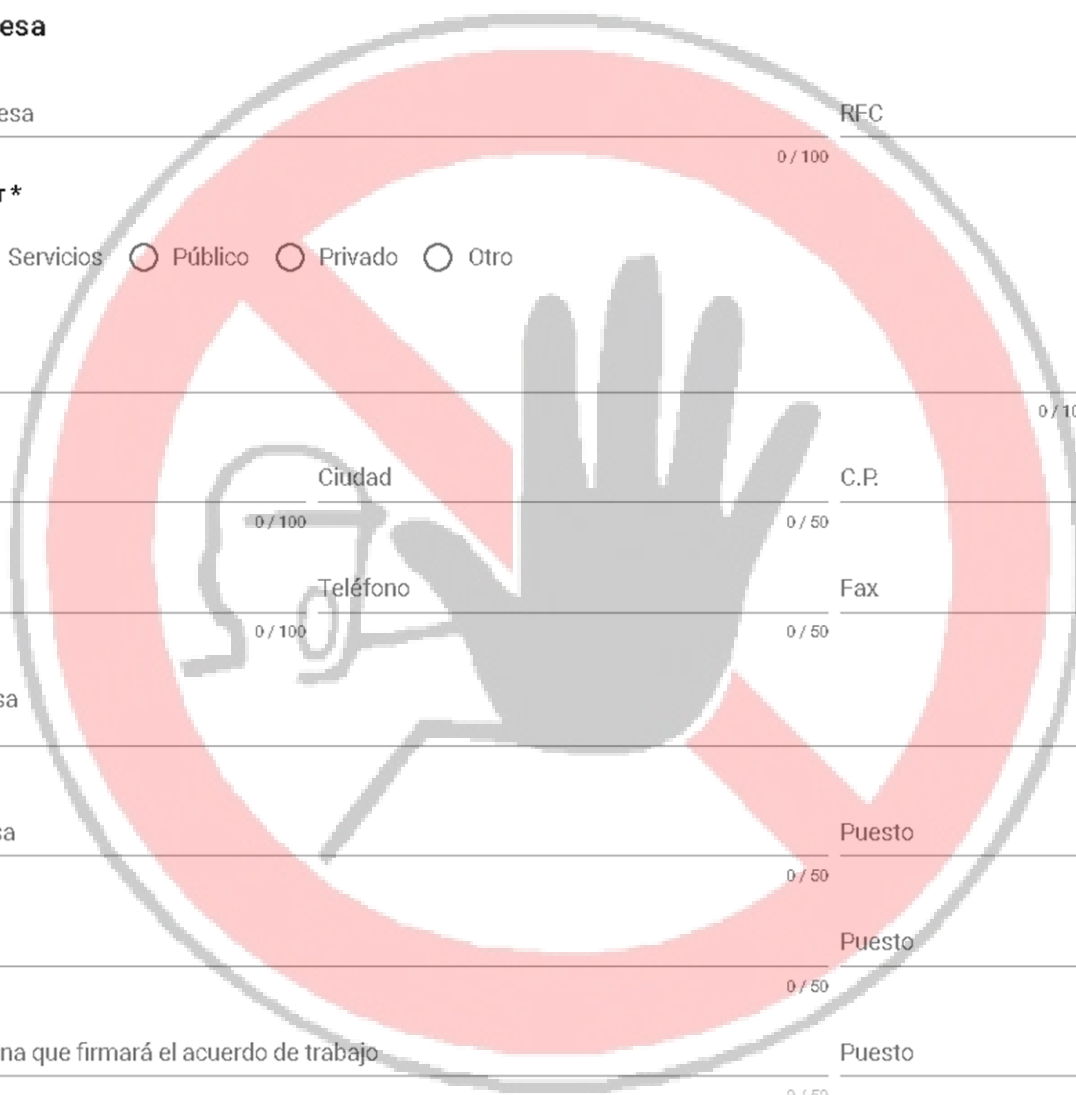 esa
esa RFC
0 / 100
r *
Servicios Público Privado Otro
0 / 10
Ciudad C.P.
0 / 100 0 / 50
Teléfono Fax
0 / 100 0 / 50
sa
sa Puesto
0 / 50
Puesto
0 / 50
na que firmará el acuerdo de trabajo Puesto
0 / 50